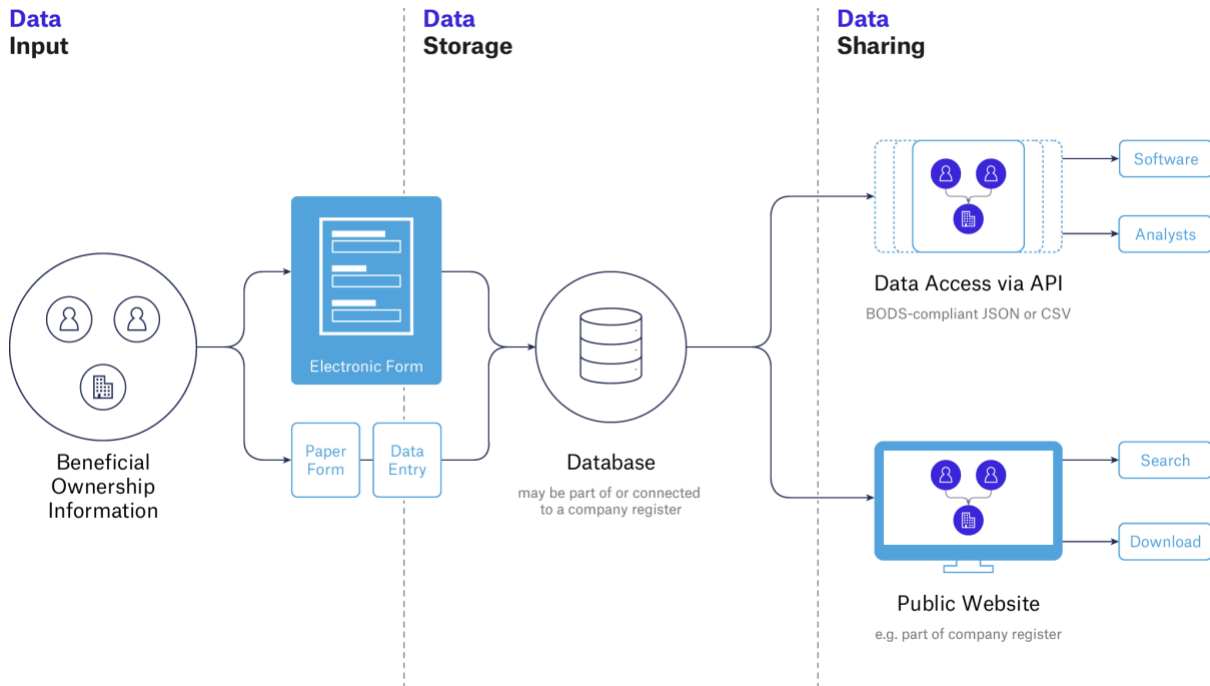 Data
Input
Data
Storage
Data
Sharing
Electronic Form
Paper
Form
Data
Entry
Beneficial
Ownership
Information
Database
may be part of or connected
to a company register
Software
Analysts
Data Access via API
BODS-compliant JSON or CSV
Search
Download
Public Website
e.g. part of company register